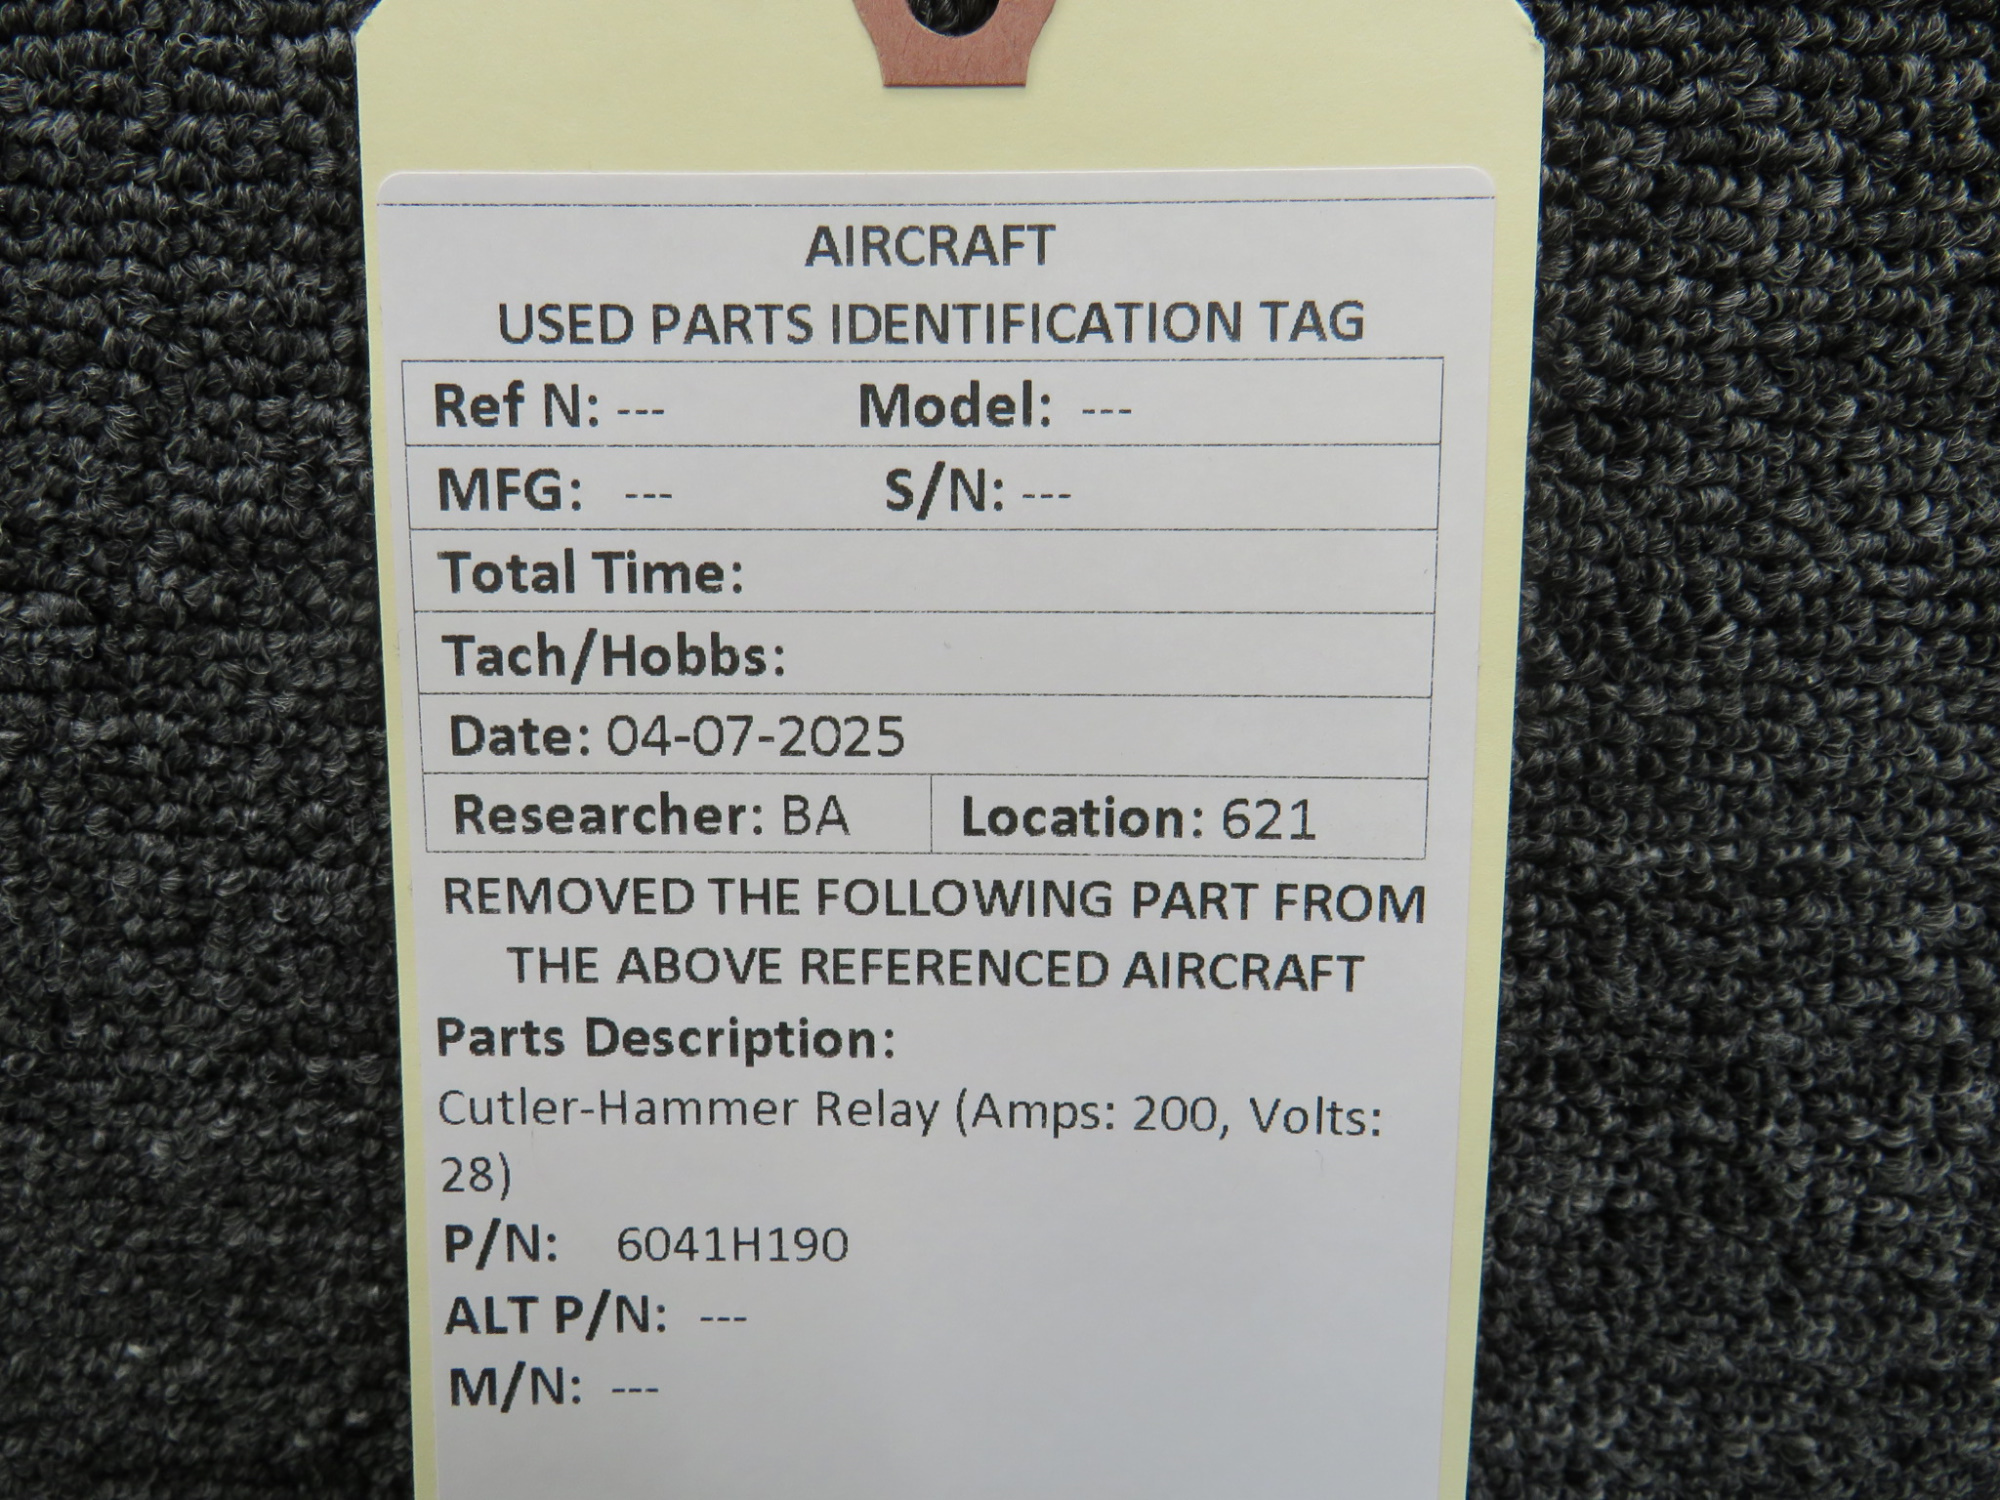 AIRCRAFT
USED PARTS IDENTIFICATION TAG
Ref N: --- Model: ---
MFG: --- S/N: ---
Total Time:
Tach/Hobbs:
Date: 04-07-2025
Researcher: BA Location: 621
REMOVED THE FOLLOWING PART FROM
THE ABOVE REFERENCED AIRCRAFT
Parts Description:
Cutler-Hammer Relay (Amps: 200, Volts:
28)
P/N: 6041H190
ALT P/N: ---
M/N: ---